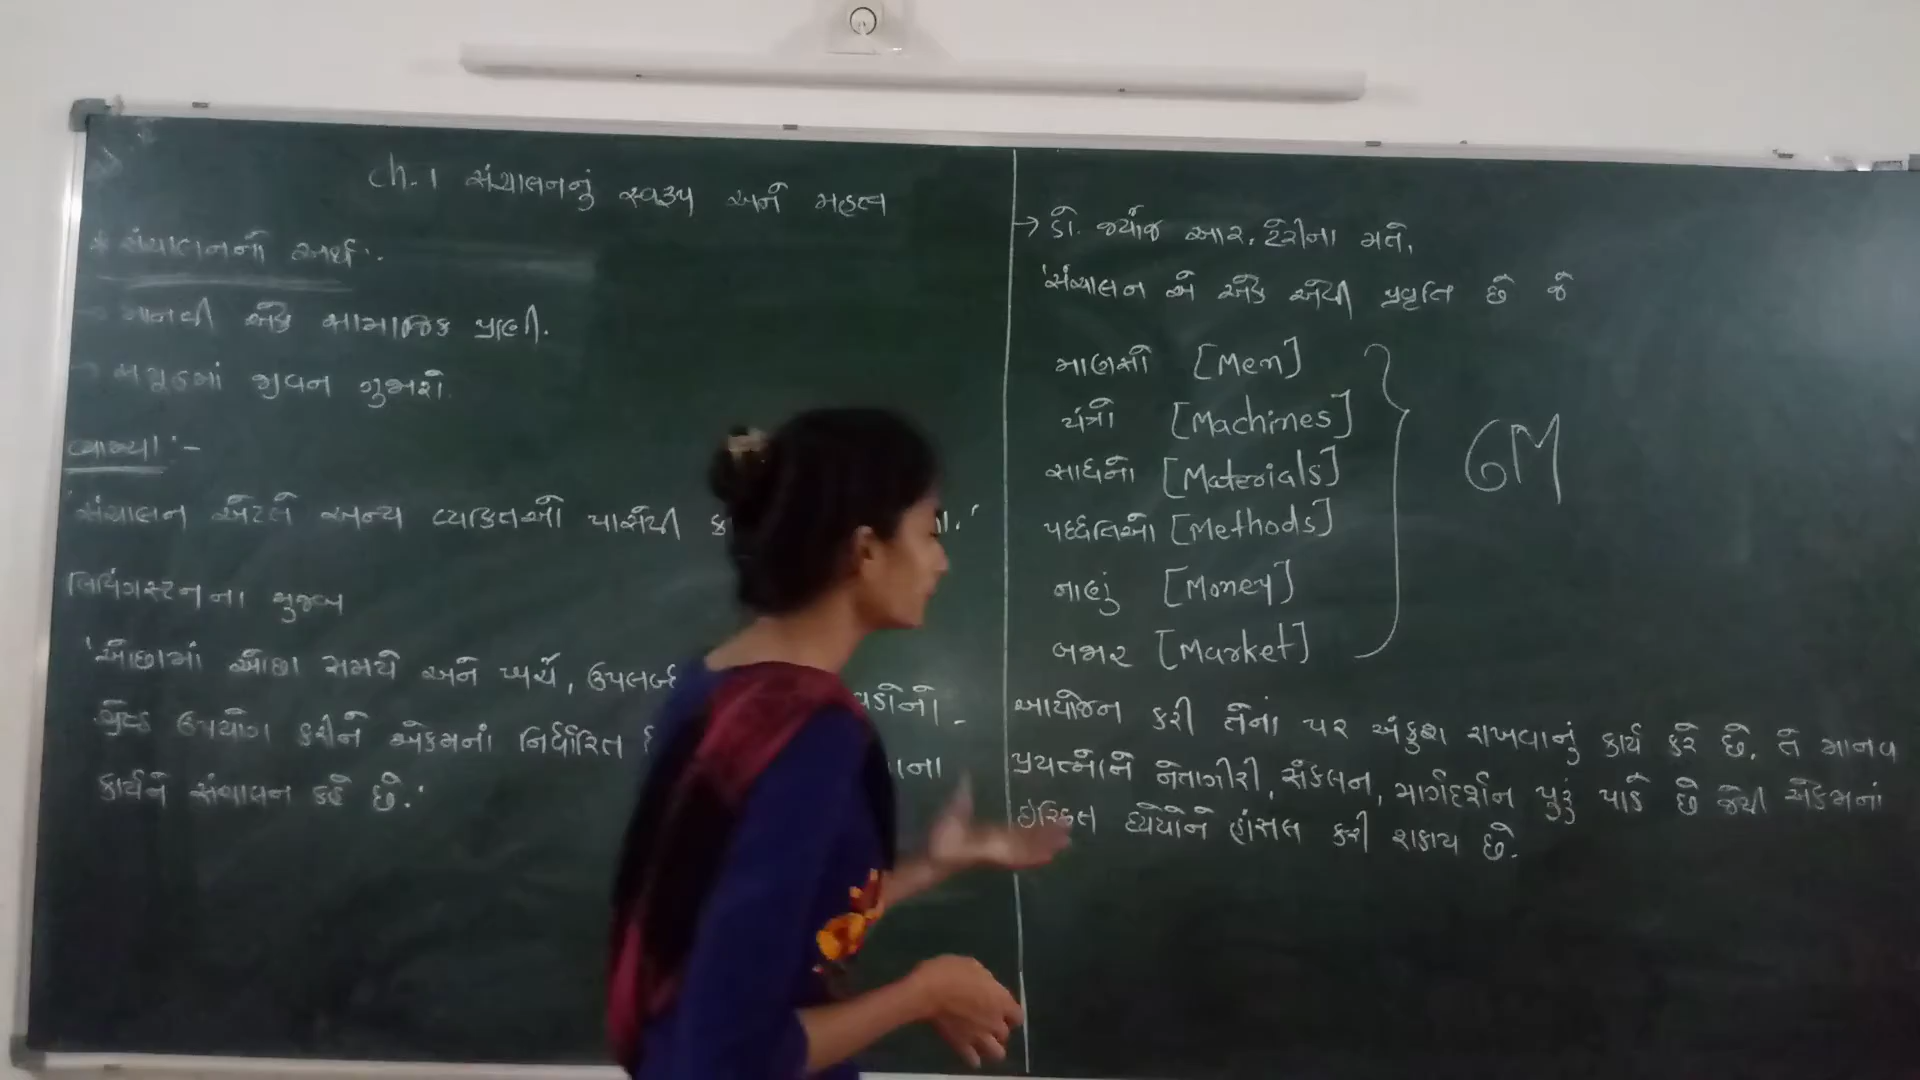 ch.1 સંચાલનનું સ્વરૂપ અને મહત્વ
* સંચાલનનો અર્થ :-
→ માનવી એક સામાજિક પ્રાણી.
→ સમૂહમાં જીવન ગુજારે.
વ્યાખ્યા :-
'સંચાલન એટલે અન્ય વ્યક્તિઓ પાસેથી
લિવિંગસ્ટનના મુજબ
'ઓછામાં ઓછા સમયે અને ખર્ચે,
શ્રેષ્ઠ ઉપયોગ કરીને એકમનાં નિર્ધારિત
કાર્યને સંચાલન કહે છે.'
→ ડો. જ્યોર્જ આર. ટેરીના મતે,
'સંચાલન એ એક એવી પ્રવૃત્તિ છે જે
માણસો [Men]
યંત્રો [Machines]
સાધનો [Materials]
પદ્ધતિઓ [Methods]
નાણું [Money]
બજાર [Market]
6M
આયોજન કરી તેનાં પર અંકુશ રાખવાનું કાર્ય કરે છે. તે માનવ
પ્રયત્નોને નેતાગીરી, સંકલન, માર્ગદર્શન પુરું પાડે છે જેથી એકમનાં
ઇચ્છિત ધ્યેયોને હાંસલ કરી શકાય છે.